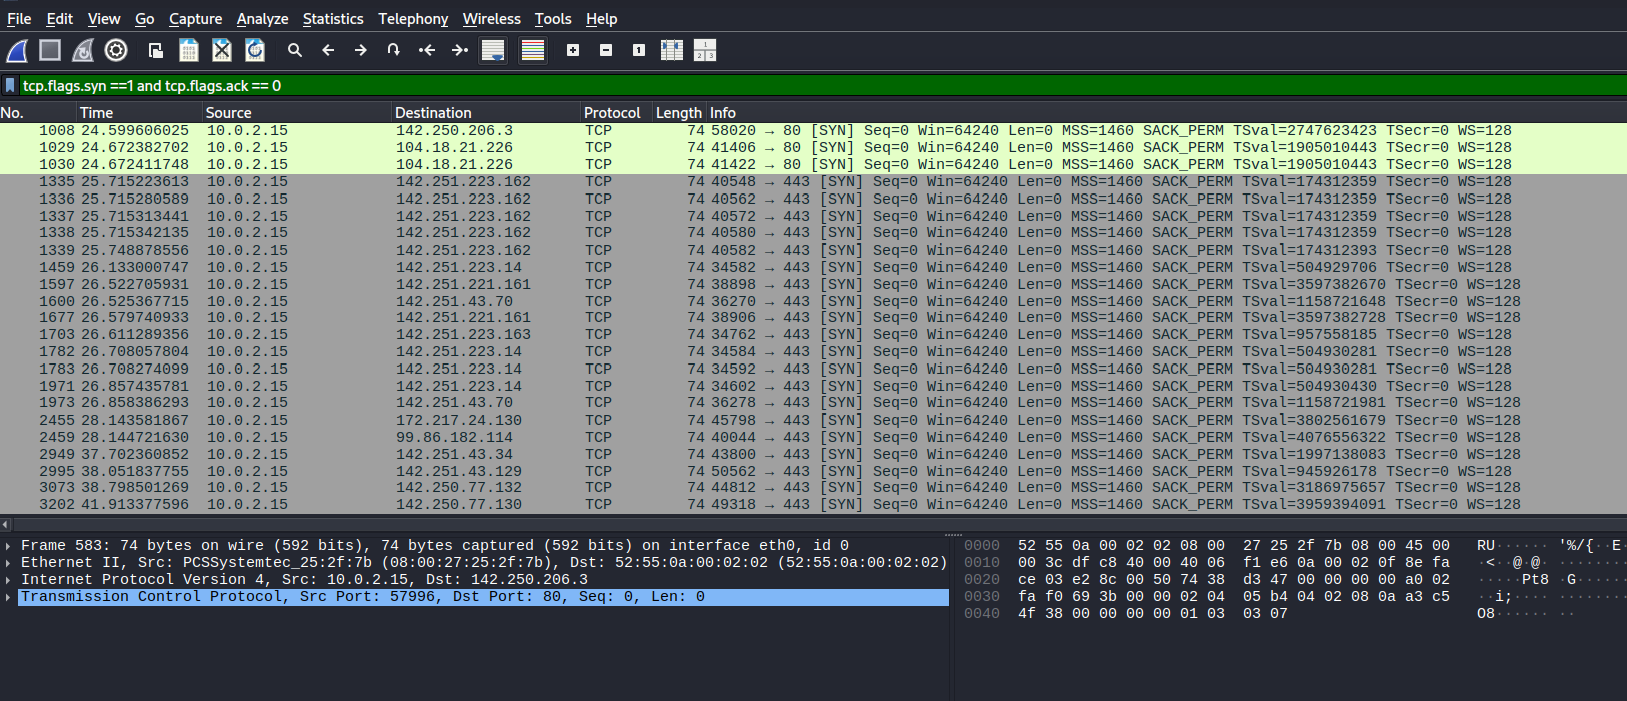 File Edit View Go Capture Analyze Statistics Telephony Wireless Tools Help
tcp.flags.syn ==1 and tcp.flags.ack == 0
No. Time Source Destination Protocol Length Info
1008 24.599606025 10.0.2.15 142.250.206.3 TCP 74 58020 → 80 [SYN] Seq=0 Win=64240 Len=0 MSS=1460 SACK_PERM TSval=2747623423 TSecr=0 WS=128
1029 24.672382702 10.0.2.15 104.18.21.226 TCP 74 41406 → 80 [SYN] Seq=0 Win=64240 Len=0 MSS=1460 SACK_PERM TSval=1905010443 TSecr=0 WS=128
1030 24.672411748 10.0.2.15 104.18.21.226 TCP 74 41422 → 80 [SYN] Seq=0 Win=64240 Len=0 MSS=1460 SACK_PERM TSval=1905010443 TSecr=0 WS=128
1335 25.715223613 10.0.2.15 142.251.223.162 TCP 74 40548 → 443 [SYN] Seq=0 Win=64240 Len=0 MSS=1460 SACK_PERM TSval=174312359 TSecr=0 WS=128
1336 25.715280589 10.0.2.15 142.251.223.162 TCP 74 40562 → 443 [SYN] Seq=0 Win=64240 Len=0 MSS=1460 SACK_PERM TSval=174312359 TSecr=0 WS=128
1337 25.715313441 10.0.2.15 142.251.223.162 TCP 74 40572 → 443 [SYN] Seq=0 Win=64240 Len=0 MSS=1460 SACK_PERM TSval=174312359 TSecr=0 WS=128
1338 25.715342135 10.0.2.15 142.251.223.162 TCP 74 40580 → 443 [SYN] Seq=0 Win=64240 Len=0 MSS=1460 SACK_PERM TSval=174312359 TSecr=0 WS=128
1339 25.748878556 10.0.2.15 142.251.223.162 TCP 74 40582 → 443 [SYN] Seq=0 Win=64240 Len=0 MSS=1460 SACK_PERM TSval=174312393 TSecr=0 WS=128
1459 26.133000747 10.0.2.15 142.251.223.14 TCP 74 34582 → 443 [SYN] Seq=0 Win=64240 Len=0 MSS=1460 SACK_PERM TSval=504929706 TSecr=0 WS=128
1597 26.522705931 10.0.2.15 142.251.221.161 TCP 74 38898 → 443 [SYN] Seq=0 Win=64240 Len=0 MSS=1460 SACK_PERM TSval=3597382670 TSecr=0 WS=128
1600 26.525367715 10.0.2.15 142.251.43.70 TCP 74 36270 → 443 [SYN] Seq=0 Win=64240 Len=0 MSS=1460 SACK_PERM TSval=1158721648 TSecr=0 WS=128
1677 26.579740933 10.0.2.15 142.251.221.161 TCP 74 38906 → 443 [SYN] Seq=0 Win=64240 Len=0 MSS=1460 SACK_PERM TSval=3597382728 TSecr=0 WS=128
1703 26.611289356 10.0.2.15 142.251.223.163 TCP 74 34762 → 443 [SYN] Seq=0 Win=64240 Len=0 MSS=1460 SACK_PERM TSval=957558185 TSecr=0 WS=128
1782 26.708057804 10.0.2.15 142.251.223.14 TCP 74 34584 → 443 [SYN] Seq=0 Win=64240 Len=0 MSS=1460 SACK_PERM TSval=504930281 TSecr=0 WS=128
1783 26.708274099 10.0.2.15 142.251.223.14 TCP 74 34592 → 443 [SYN] Seq=0 Win=64240 Len=0 MSS=1460 SACK_PERM TSval=504930281 TSecr=0 WS=128
1971 26.857435781 10.0.2.15 142.251.223.14 TCP 74 34602 → 443 [SYN] Seq=0 Win=64240 Len=0 MSS=1460 SACK_PERM TSval=504930430 TSecr=0 WS=128
1973 26.858386293 10.0.2.15 142.251.43.70 TCP 74 36278 → 443 [SYN] Seq=0 Win=64240 Len=0 MSS=1460 SACK_PERM TSval=1158721981 TSecr=0 WS=128
2455 28.143581867 10.0.2.15 172.217.24.130 TCP 74 45798 → 443 [SYN] Seq=0 Win=64240 Len=0 MSS=1460 SACK_PERM TSval=3802561679 TSecr=0 WS=128
2459 28.144721630 10.0.2.15 99.86.182.114 TCP 74 40044 → 443 [SYN] Seq=0 Win=64240 Len=0 MSS=1460 SACK_PERM TSval=4076556322 TSecr=0 WS=128
2949 37.702360852 10.0.2.15 142.251.43.34 TCP 74 43800 → 443 [SYN] Seq=0 Win=64240 Len=0 MSS=1460 SACK_PERM TSval=1997138083 TSecr=0 WS=128
2995 38.051837755 10.0.2.15 142.251.43.129 TCP 74 50562 → 443 [SYN] Seq=0 Win=64240 Len=0 MSS=1460 SACK_PERM TSval=945926178 TSecr=0 WS=128
3073 38.798501269 10.0.2.15 142.250.77.132 TCP 74 44812 → 443 [SYN] Seq=0 Win=64240 Len=0 MSS=1460 SACK_PERM TSval=3186975657 TSecr=0 WS=128
3202 41.913377596 10.0.2.15 142.250.77.130 TCP 74 49318 → 443 [SYN] Seq=0 Win=64240 Len=0 MSS=1460 SACK_PERM TSval=3959394091 TSecr=0 WS=128
Frame 583: 74 bytes on wire (592 bits), 74 bytes captured (592 bits) on interface eth0, id 0
Ethernet II, Src: PCSSystemtec_25:2f:7b (08:00:27:25:2f:7b), Dst: 52:55:0a:00:02:02 (52:55:0a:00:02:02)
Internet Protocol Version 4, Src: 10.0.2.15, Dst: 142.250.206.3
Transmission Control Protocol, Src Port: 57996, Dst Port: 80, Seq: 0, Len: 0
0000 52 55 0a 00 02 02 08 00 27 25 2f 7b 08 00 45 00 RU······ '%/{··E·
0010 00 3c df c8 40 00 40 06 f1 e6 0a 00 02 0f 8e fa ·<··@·@· ········
0020 ce 03 e2 8c 00 50 74 38 d3 47 00 00 00 00 a0 02 ·····Pt8 ·G······
0030 fa f0 69 3b 00 00 02 04 05 b4 04 02 08 0a a3 c5 ··i;···· ········
0040 4f 38 00 00 00 00 01 03 03 07 O8······ ··